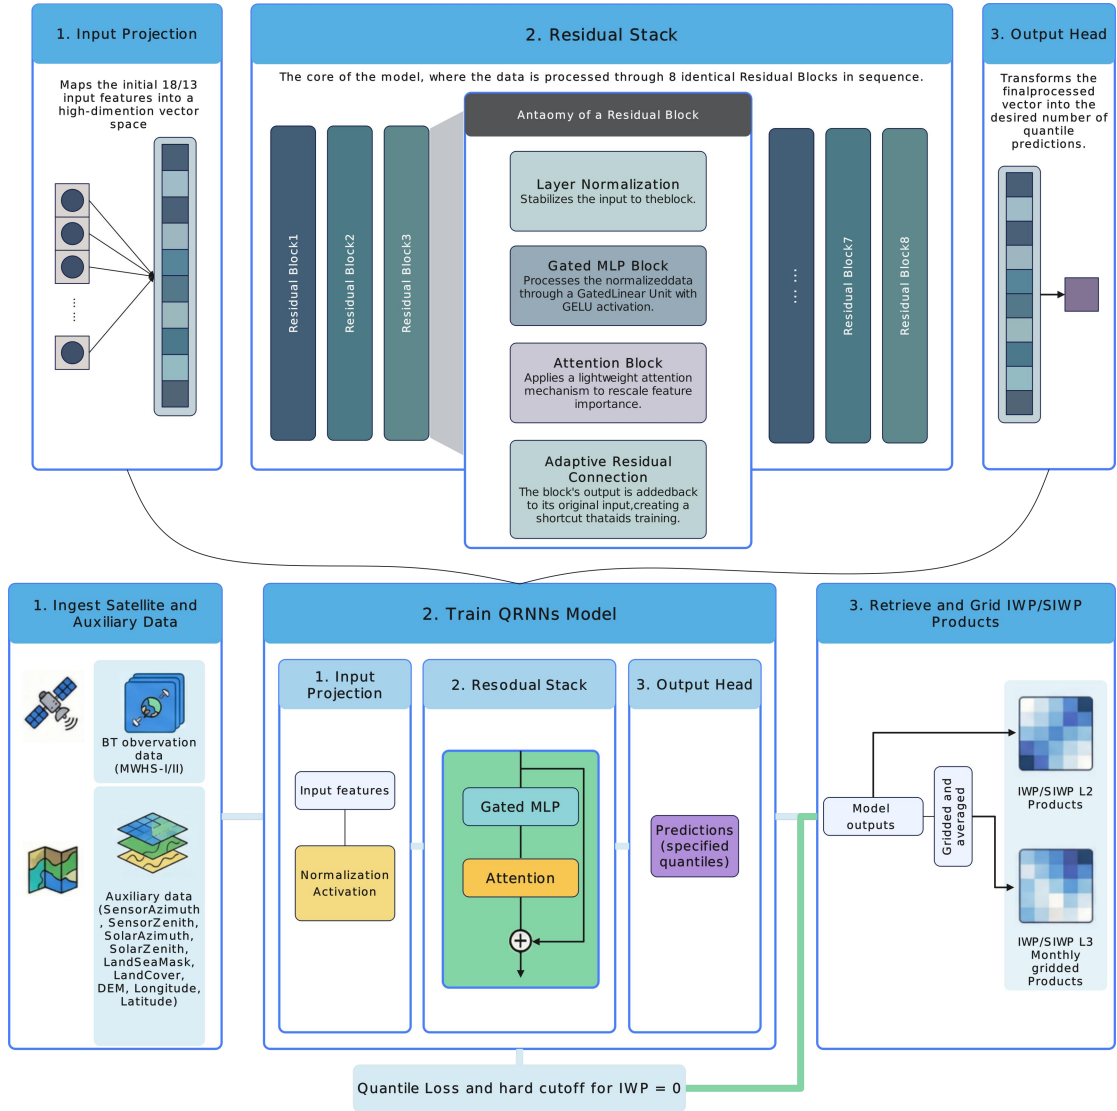 1. Input Projection
Maps the initial 18/13
input features into a
high-dimention vector
space
2. Residual Stack
The core of the model, where the data is processed through 8 identical Residual Blocks in sequence.
Residual Block1
Residual Block2
Residual Block3
Antaomy of a Residual Block
Layer Normalization
Stabilizes the input to theblock.
Gated MLP Block
Processes the normalizeddata
through a GatedLinear Unit with
GELU activation.
Attention Block
Applies a lightweight attention
mechanism to rescale feature
importance.
Adaptive Residual
Connection
The block's output is addedback
to its original input,creating a
shortcut thataids training.
... ...
Residual Block7
Residual Block8
3. Output Head
Transforms the
finalprocessed
vector into the
desired number of
quantile
predictions.
1. Ingest Satellite and
Auxiliary Data
BT obvervation
data
(MWHS-I/II)
Auxiliary data
(SensorAzimuth
, SensorZenith,
SolarAzimuth,
SolarZenith,
LandSeaMask,
LandCover,
DEM, Longitude,
Latitude)
2. Train QRNNs Model
1. Input
Projection
Input features
Normalization
Activation
2. Resodual Stack
Gated MLP
Attention
3. Output Head
Predictions
(specified
quantiles)
Quantile Loss and hard cutoff for IWP = 0
3. Retrieve and Grid IWP/SIWP
Products
Model
outputs
Gridded and
averaged
IWP/SIWP L2
Products
IWP/SIWP L3
Monthly
gridded
Products